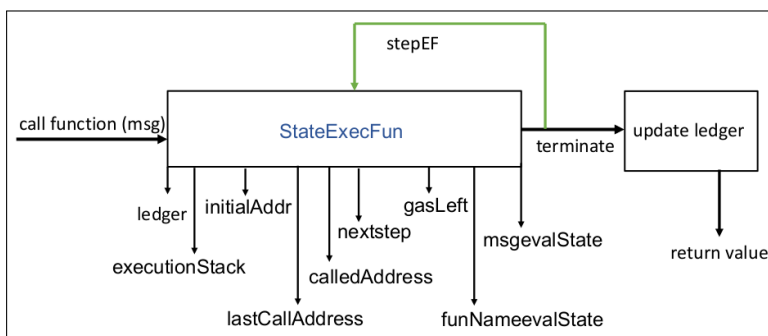 stepEF
call function (msg)
StateExecFun
update ledger
terminate
ledger
initialAddr
gasLeft
nextstep
msgevalState
return value
executionStack
calledAddress
lastCallAddress
funNameevalState